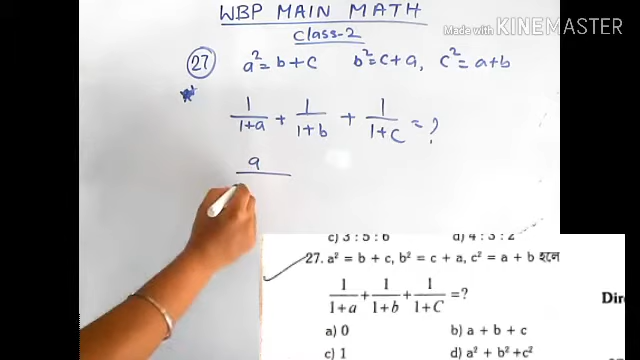 WBP MAIN MATH
Made with KINEMASTER
Class-2
27 a² = b + c b² = c + a, c² = a + b
1/(1+a) + 1/(1+b) + 1/(1+c) = ?
a
c) 3 : 5 : 6 d) 4 : 3 : 2
27. a² = b + c, b² = c + a, c² = a + b হলে
1/(1+a) + 1/(1+b) + 1/(1+C) = ?
Dir
a) 0 b) a + b + c
c) 1 d) a² + b² + c²